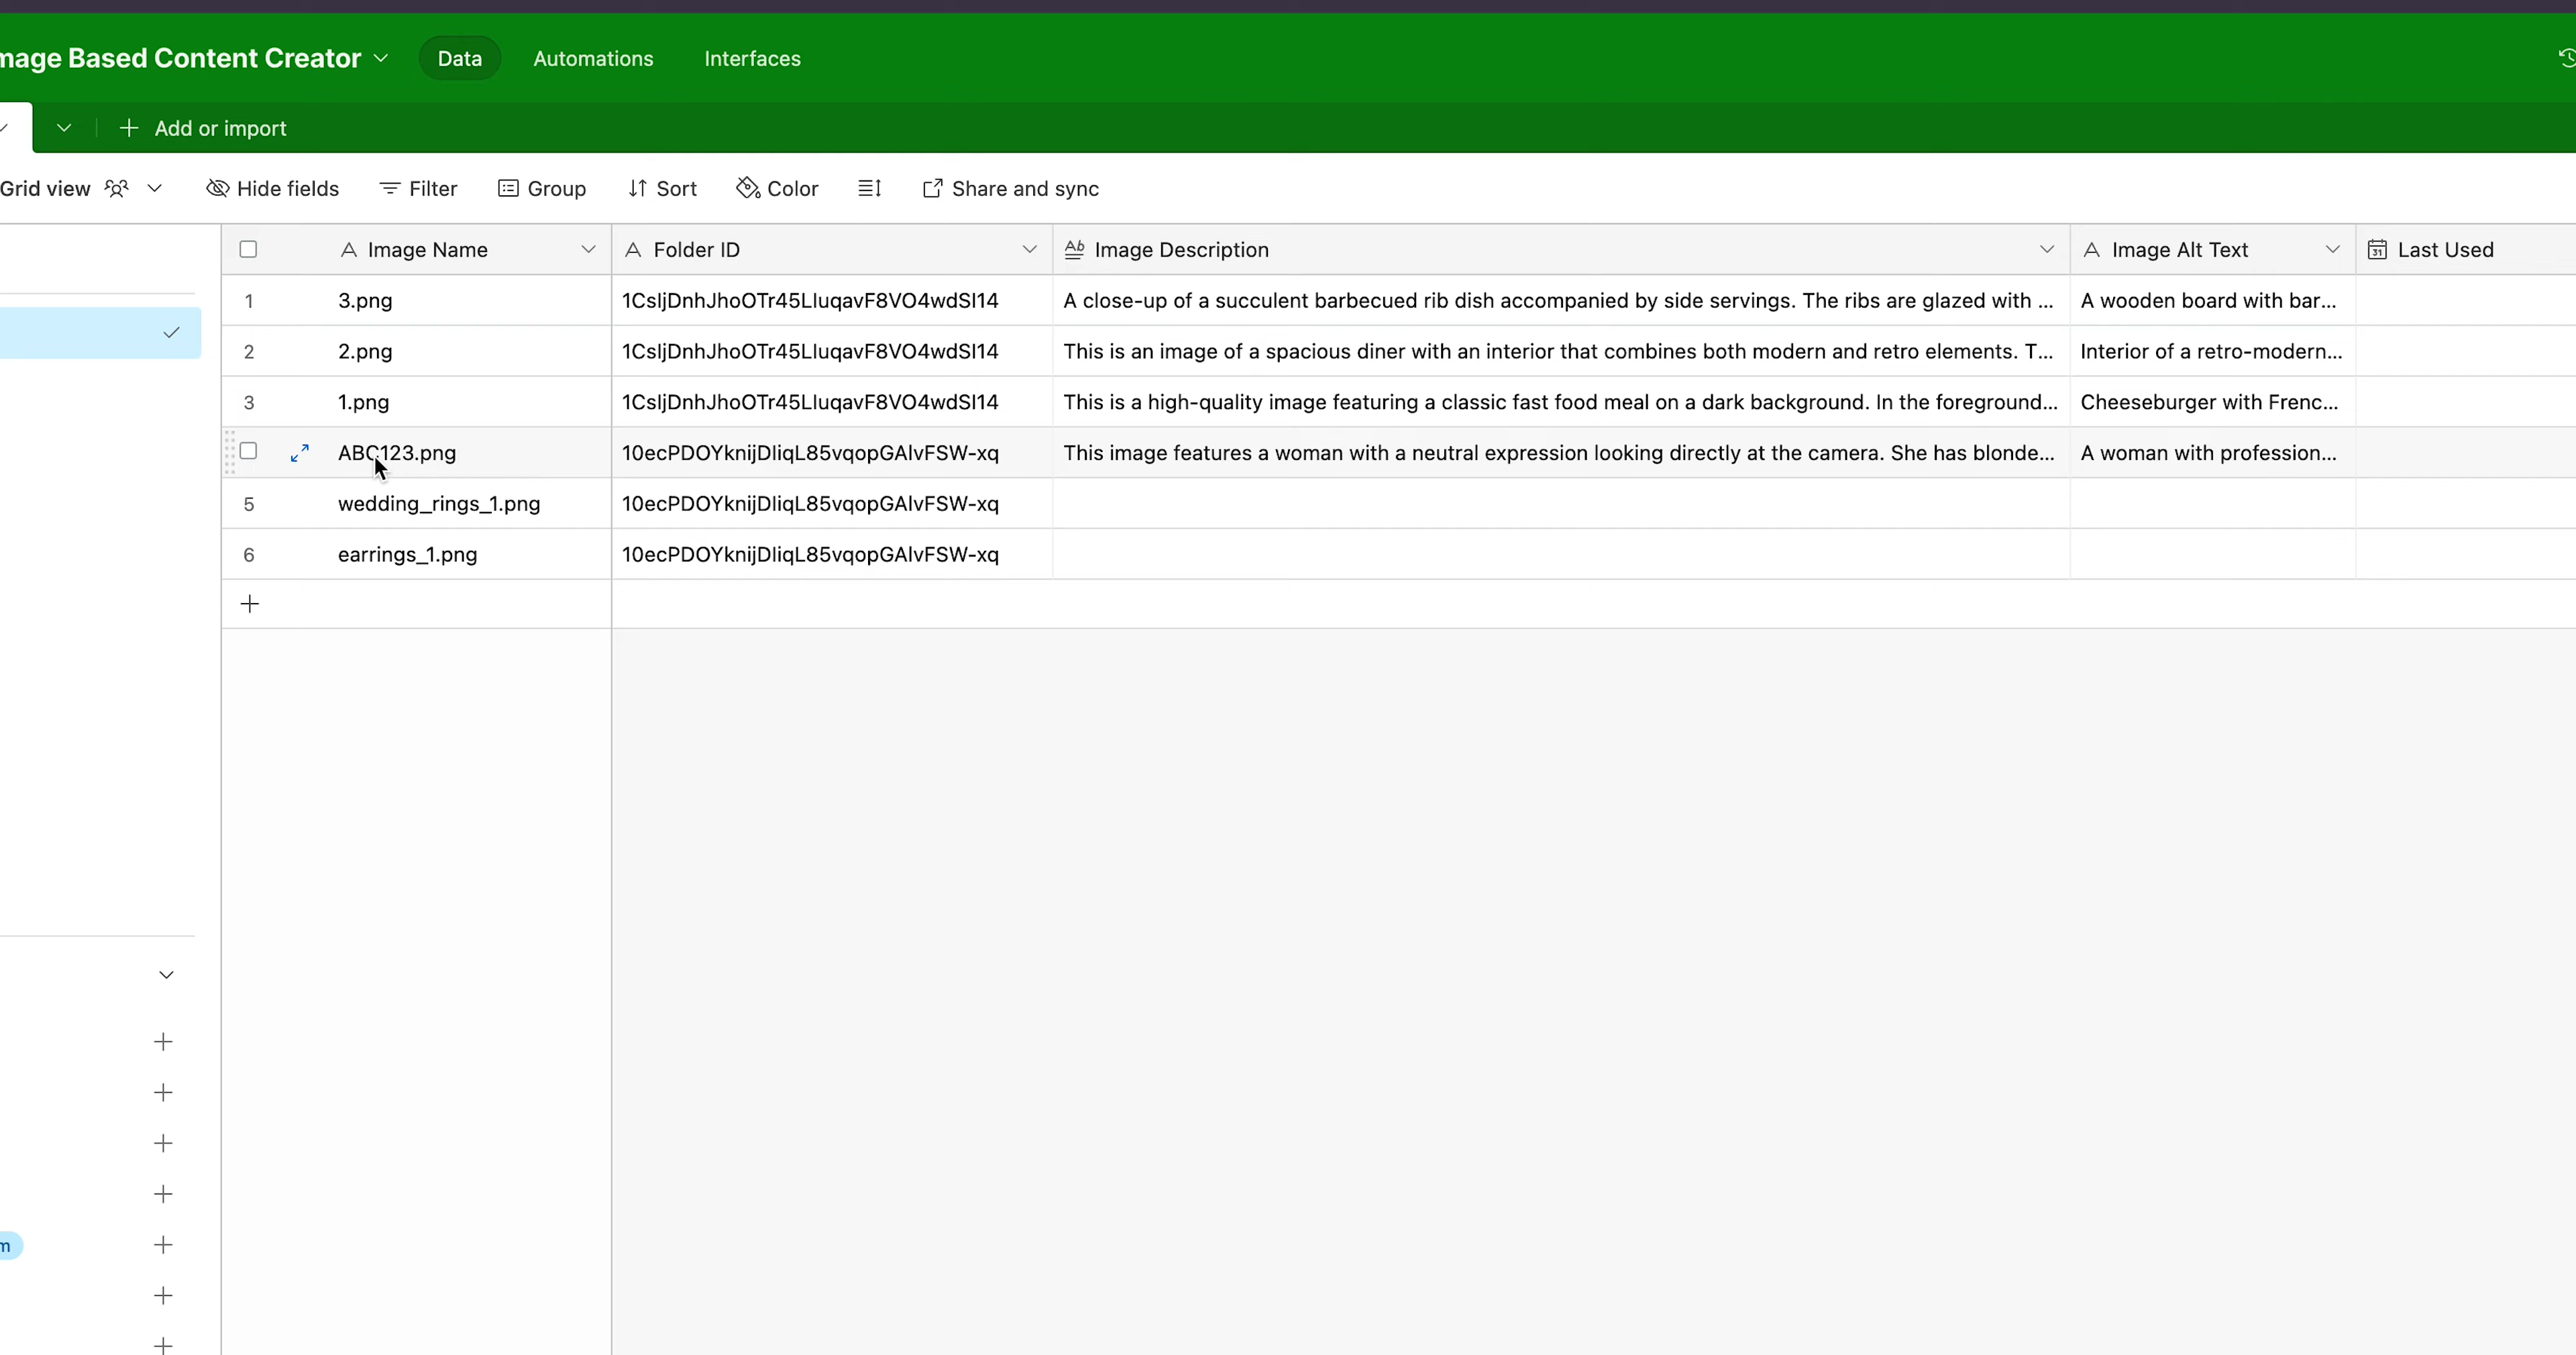 mage Based Content Creator Data Automations Interfaces
Add or import
Grid view Hide fields Filter Group Sort Color Share and sync
Image Name Folder ID Image Description Image Alt Text Last Used
1 3.png 1CsIjDnhJhoOTr45LIuqavF8VO4wdSI14 A close-up of a succulent barbecued rib dish accompanied by side servings. The ribs are glazed with ... A wooden board with bar...
2 2.png 1CsIjDnhJhoOTr45LIuqavF8VO4wdSI14 This is an image of a spacious diner with an interior that combines both modern and retro elements. T... Interior of a retro-modern...
3 1.png 1CsIjDnhJhoOTr45LIuqavF8VO4wdSI14 This is a high-quality image featuring a classic fast food meal on a dark background. In the foreground... Cheeseburger with Frenc...
ABC123.png 10ecPDOYknijDliqL85vqopGAlvFSW-xq This image features a woman with a neutral expression looking directly at the camera. She has blonde... A woman with profession...
5 wedding_rings_1.png 10ecPDOYknijDliqL85vqopGAlvFSW-xq
6 earrings_1.png 10ecPDOYknijDliqL85vqopGAlvFSW-xq
m